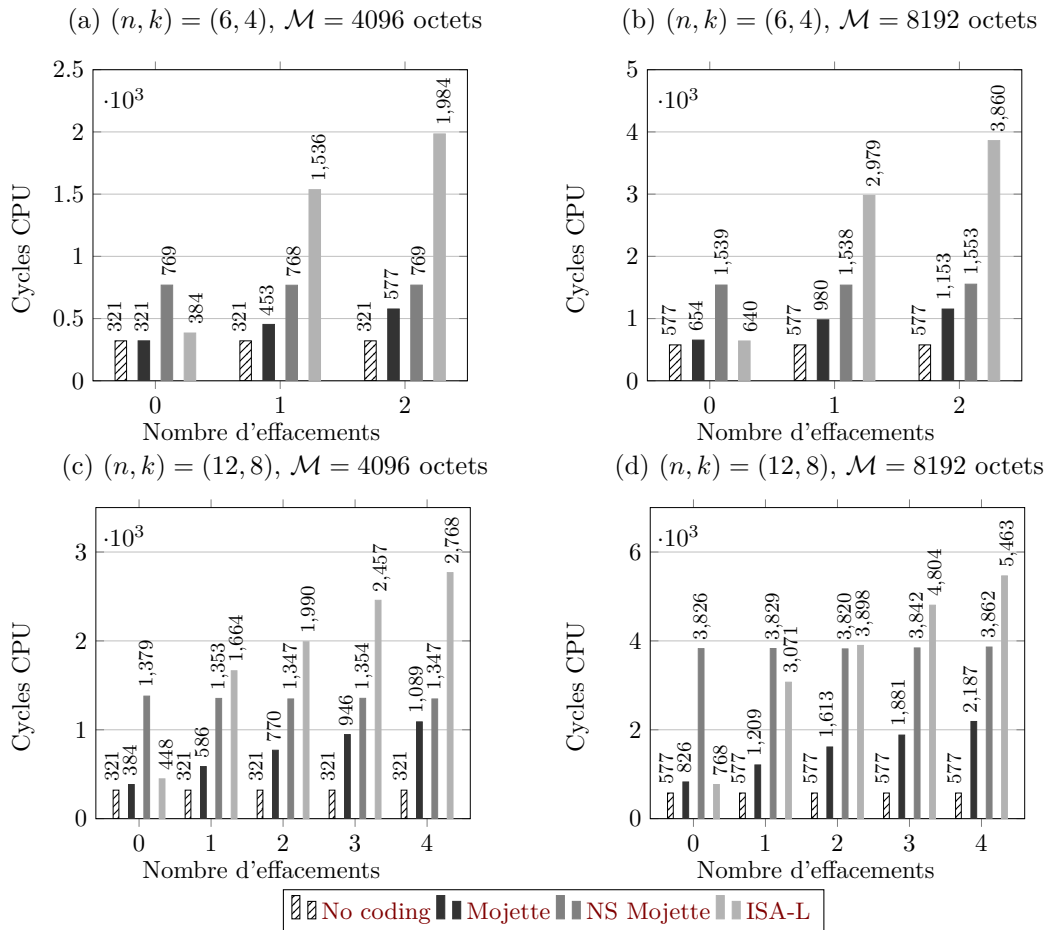 (a) (n, k) = (6, 4), M = 4096 octets
2.5
2
1.5
1
0.5
0
·10³
Cycles CPU
321 321 769 384
321 453 768 1,536
321 577 769 1,984
0 1 2
Nombre d'effacements
(b) (n, k) = (6, 4), M = 8192 octets
5
4
3
2
1
0
·10³
Cycles CPU
577 654 1,539 640
577 980 1,538 2,979
577 1,153 1,553 3,860
0 1 2
Nombre d'effacements
(c) (n, k) = (12, 8), M = 4096 octets
3
2
1
0
·10³
Cycles CPU
321 384 1,379 448
321 586 1,353 1,664
321 770 1,347 1,990
321 946 1,354 2,457
321 1,089 1,347 2,768
0 1 2 3 4
Nombre d'effacements
(d) (n, k) = (12, 8), M = 8192 octets
6
4
2
0
·10³
Cycles CPU
577 826 3,826 768
577 1,209 3,829 3,071
577 1,613 3,820 3,898
577 1,881 3,842 4,804
577 2,187 3,862 5,463
0 1 2 3 4
Nombre d'effacements
No coding Mojette NS Mojette ISA-L